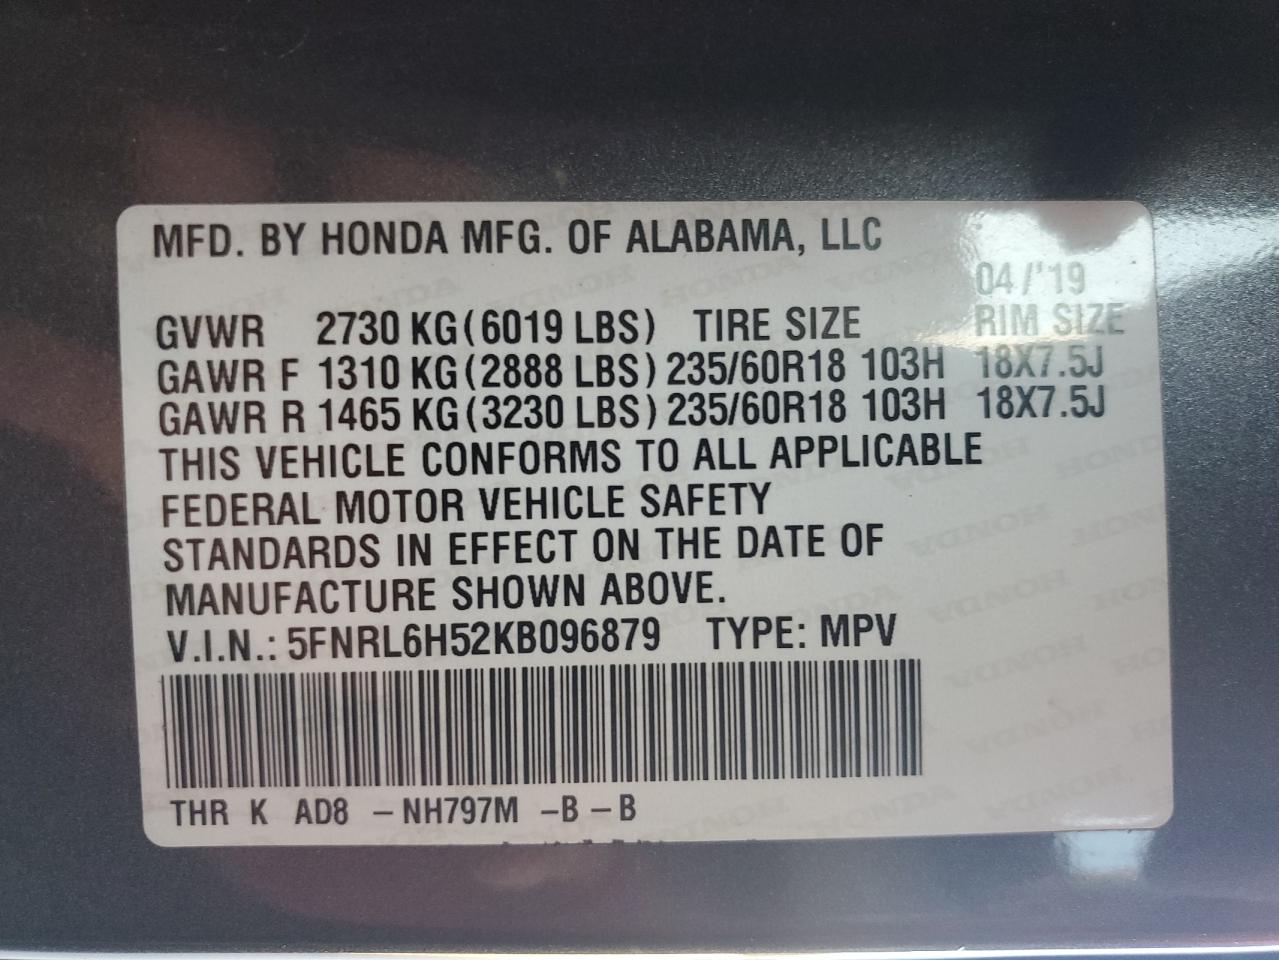 MFD. BY HONDA MFG. OF ALABAMA, LLC
04/'19
GVWR 2730 KG(6019 LBS) TIRE SIZE RIM SIZE
GAWR F 1310 KG(2888 LBS) 235/60R18 103H 18X7.5J
GAWR R 1465 KG(3230 LBS) 235/60R18 103H 18X7.5J
THIS VEHICLE CONFORMS TO ALL APPLICABLE
FEDERAL MOTOR VEHICLE SAFETY
STANDARDS IN EFFECT ON THE DATE OF
MANUFACTURE SHOWN ABOVE.
V.I.N.: 5FNRL6H52KB096879 TYPE: MPV
THR K AD8 -NH797M -B-B